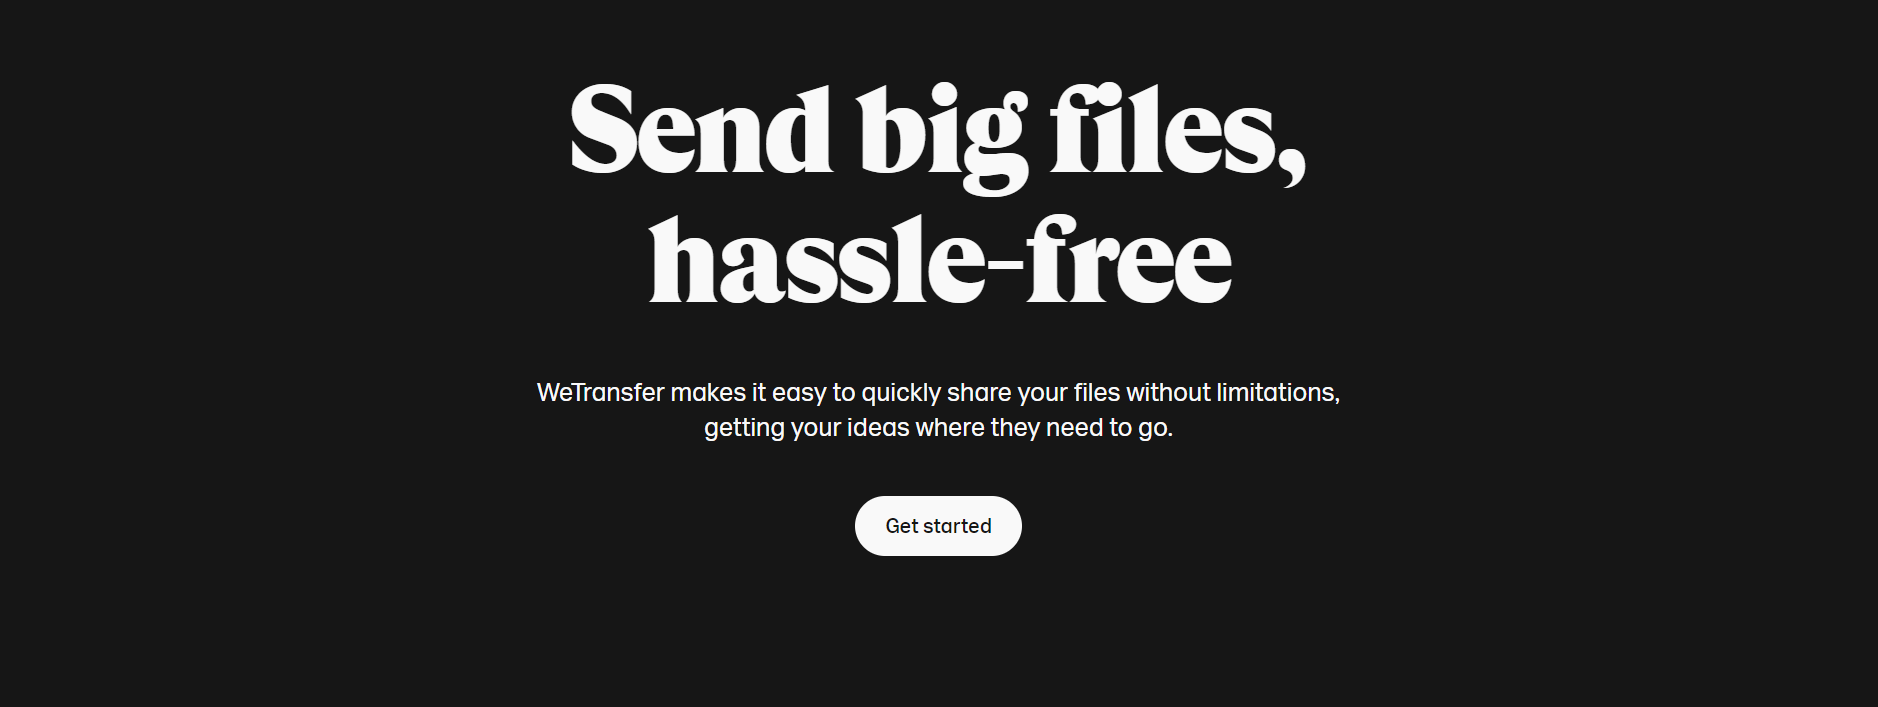 Send big files,
hassle-free
WeTransfer makes it easy to quickly share your files without limitations,
getting your ideas where they need to go.
Get started